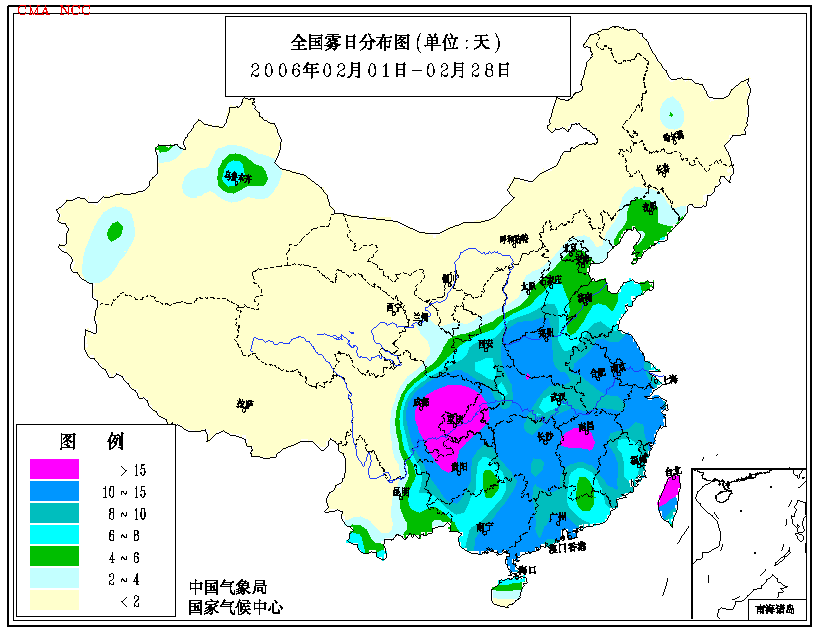 CMA NCC
全国雾日分布图(单位:天)
2006年02月01日-02月28日
哈尔滨
长春
沈阳
乌鲁木齐
呼和浩特
北京
天津
银川
太原
石家庄
济南
西宁
兰州
西安
郑州
合肥
南京
上海
拉萨
成都
重庆
武汉
长沙
南昌
贵阳
福州
台北
昆明
南宁
广州
澳门香港
海口
图 例
>15
10~15
8~10
6~8
4~6
2~4
<2
中国气象局
国家气候中心
南海诸岛